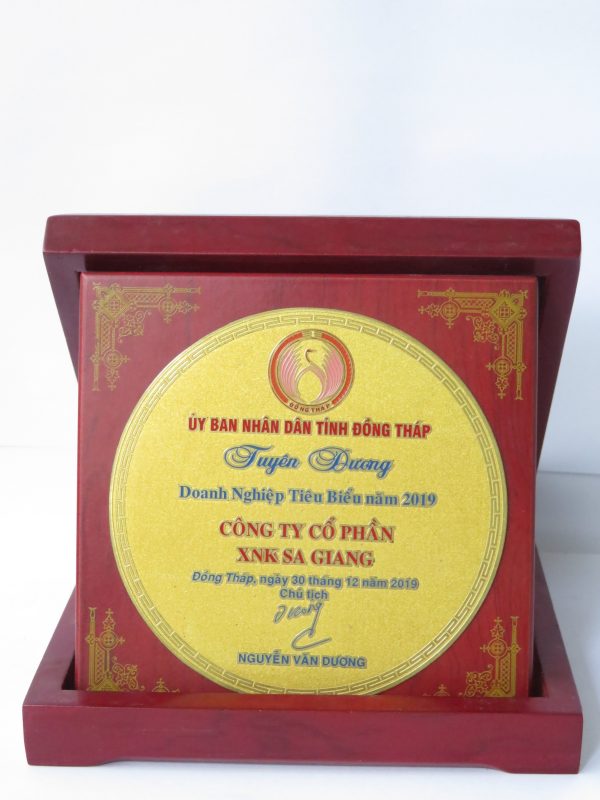 ĐỒNG THÁP
ỦY BAN NHÂN DÂN TỈNH ĐỒNG THÁP
Tuyên Dương
Doanh Nghiệp Tiêu Biểu năm 2019
CÔNG TY CỔ PHẦN
XNK SA GIANG
Đồng Tháp, ngày 30 tháng 12 năm 2019
Chủ tịch
NGUYỄN VĂN DƯƠNG